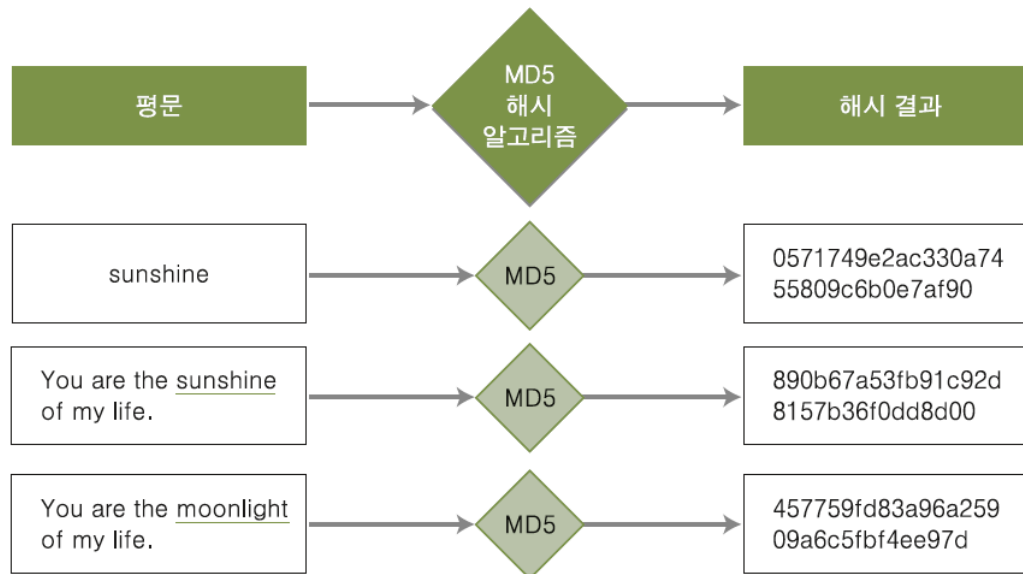 평문
MD5
해시
알고리즘
해시 결과
sunshine
MD5
0571749e2ac330a74
55809c6b0e7af90
You are the sunshine
of my life.
MD5
890b67a53fb91c92d
8157b36f0dd8d00
You are the moonlight
of my life.
MD5
457759fd83a96a259
09a6c5fbf4ee97d